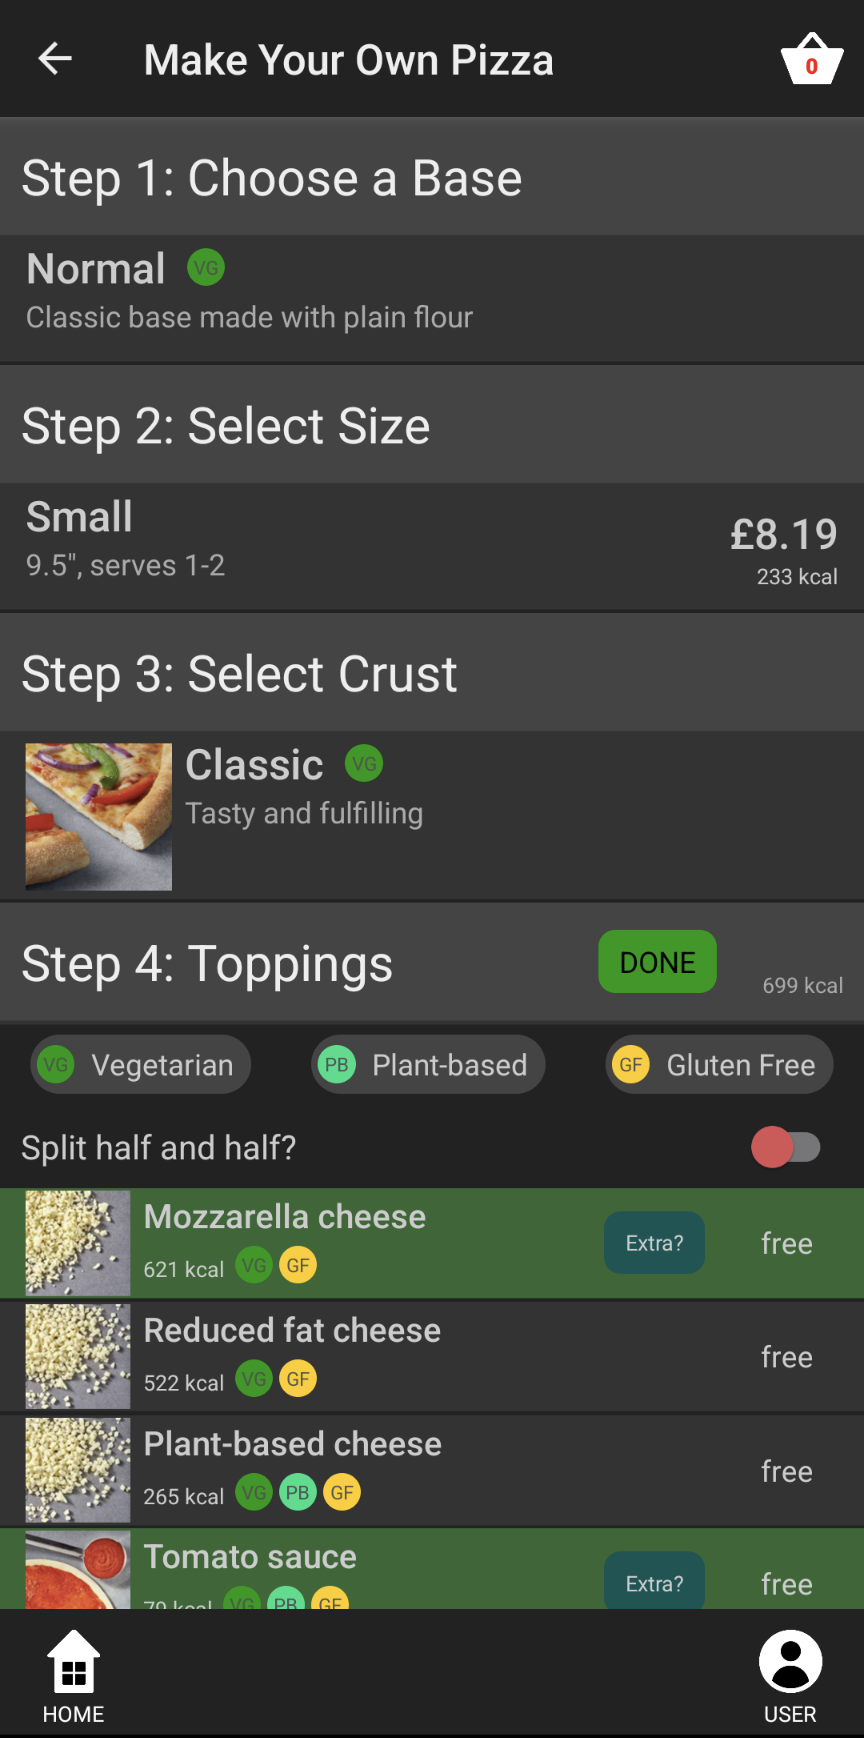 Make Your Own Pizza
0
Step 1: Choose a Base
Normal VG
Classic base made with plain flour
Step 2: Select Size
Small
9.5", serves 1-2
£8.19
233 kcal
Step 3: Select Crust
Classic VG
Tasty and fulfilling
Step 4: Toppings
DONE
699 kcal
VG Vegetarian
PB Plant-based
GF Gluten Free
Split half and half?
Mozzarella cheese
621 kcal VG GF
Extra?
free
Reduced fat cheese
522 kcal VG GF
free
Plant-based cheese
265 kcal VG PB GF
free
Tomato sauce
79 kcal VG PB GF
Extra?
free
HOME
USER